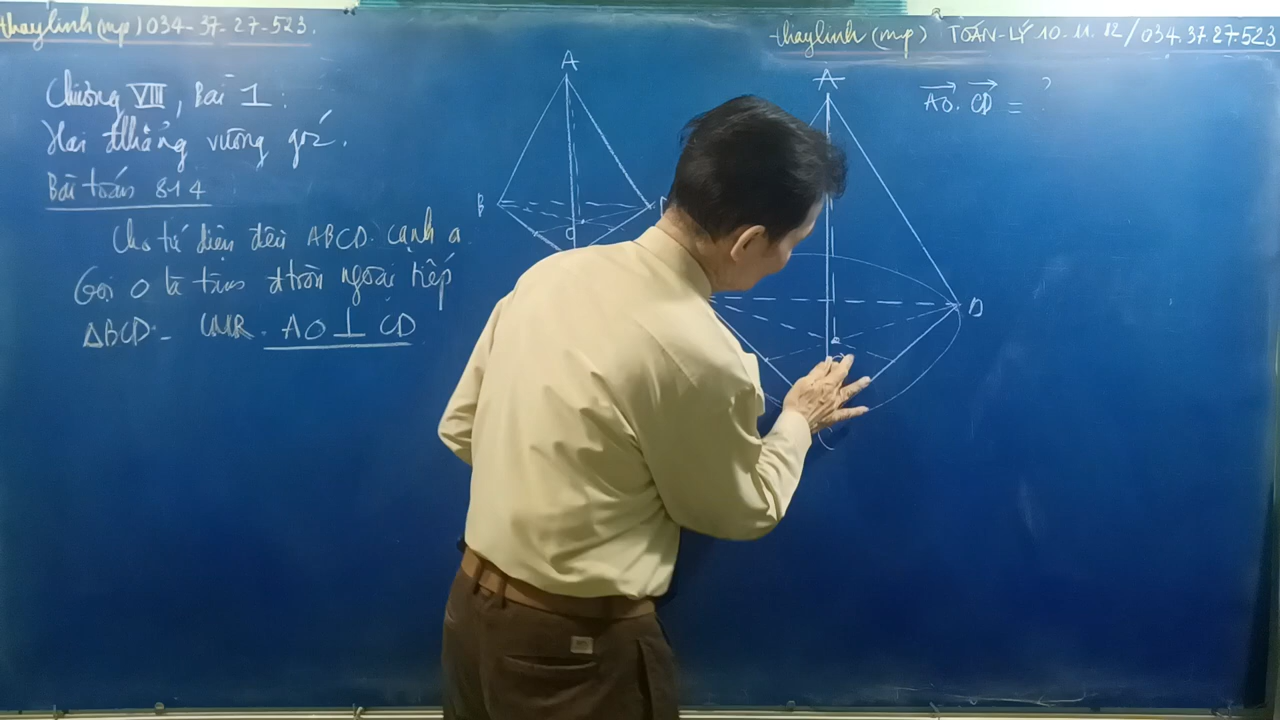 thaylinh (mp) 034-37-27-523.
thaylinh (mp) TOÁN-LÝ 10-11.12/034.37.27.523
Chương VIII, Bài 1:
Hai đthẳng vuông góc.
Bài toán 814
Cho tứ diện đều ABCD. cạnh a.
Gọi O là tâm đtròn ngoại tiếp
ΔBCD. CMR. AO ⊥ CD
A
B
A
D
AO. CD = ?